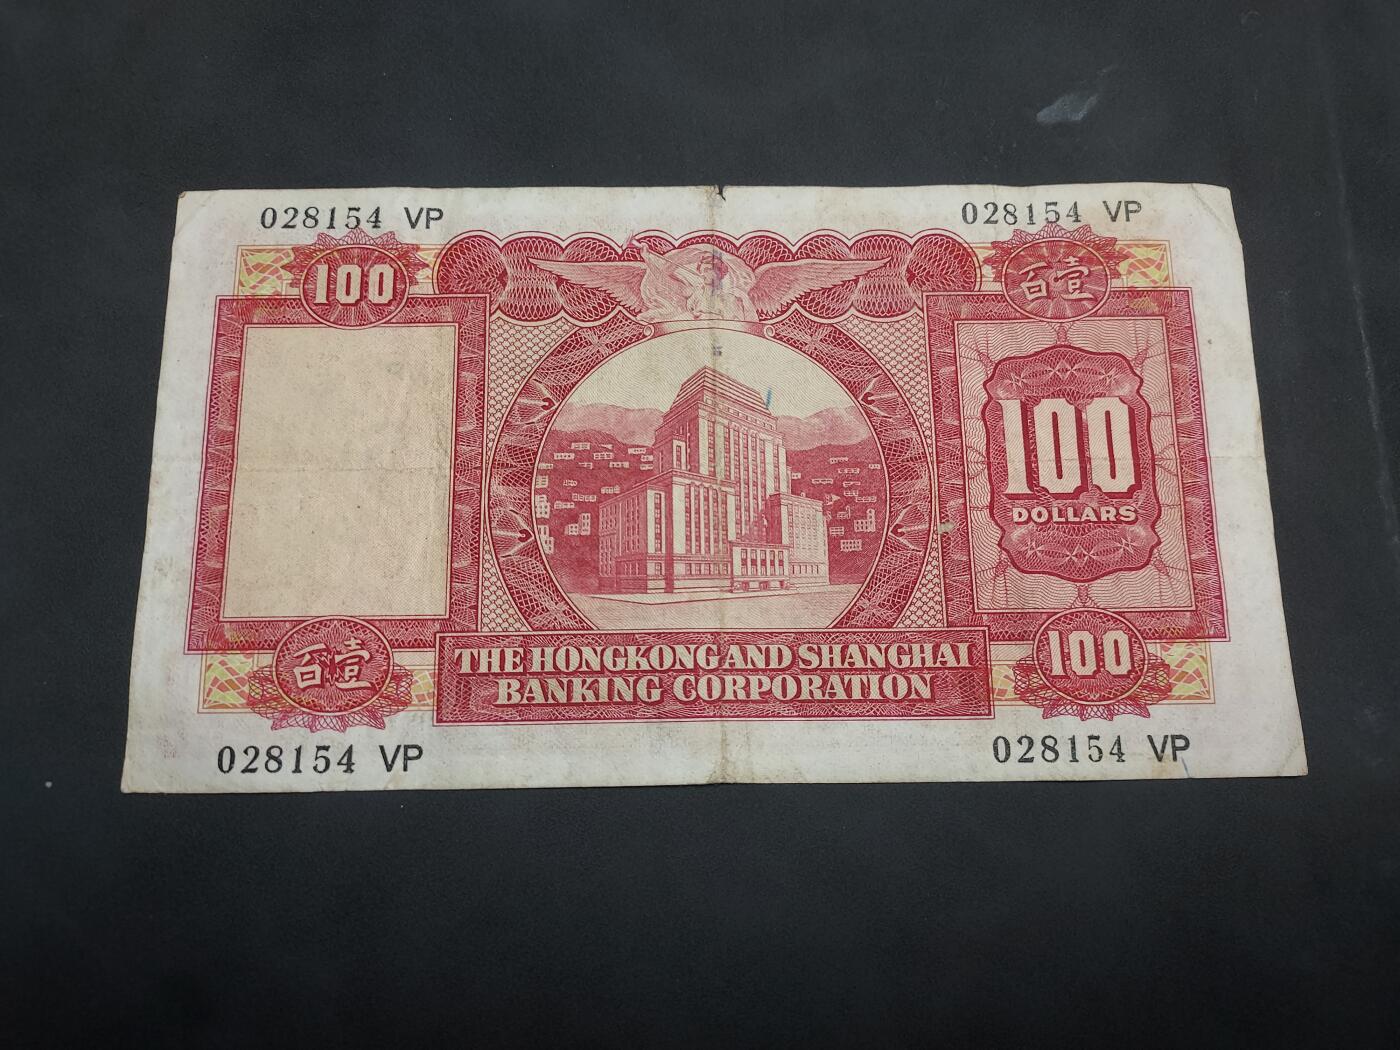 028154 VP
028154 VP
100
百壹
100
DOLLARS
百壹
100
THE HONGKONG AND SHANGHAI
BANKING CORPORATION
028154 VP
028154 VP